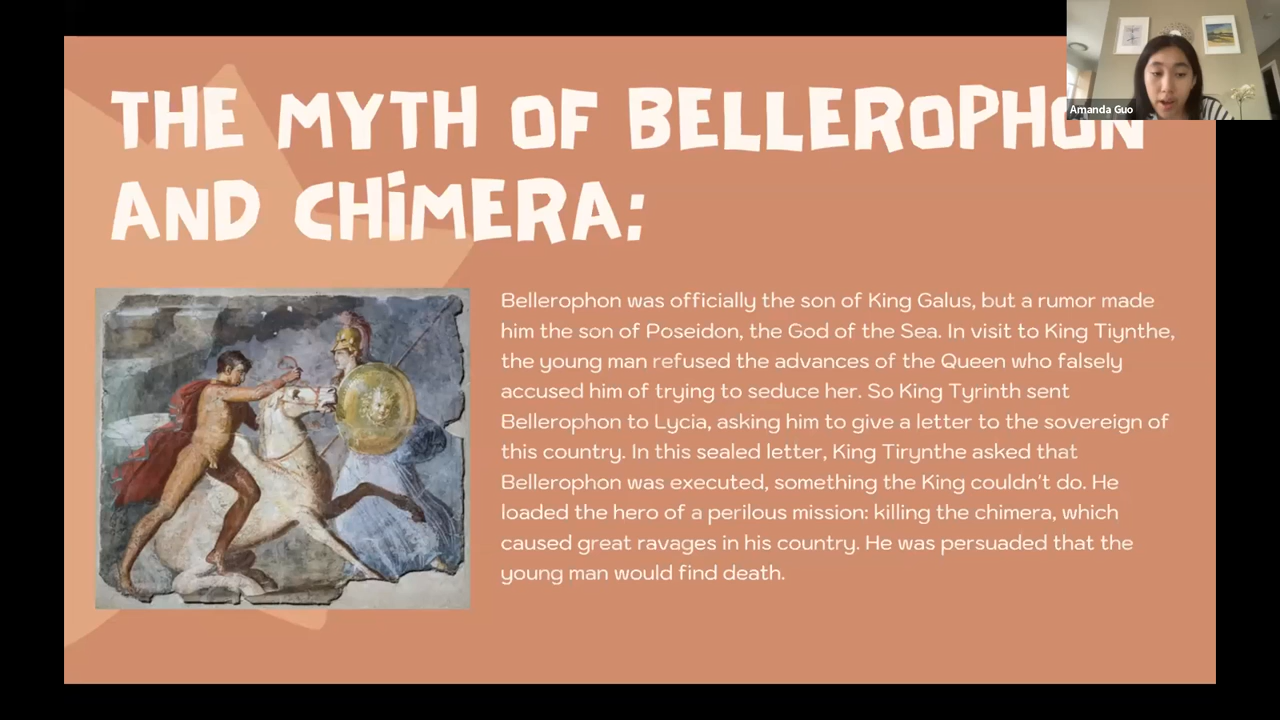 THE MYTH OF BELLEROPHON
AND CHiMERA:
Amanda Guo
Bellerophon was officially the son of King Galus, but a rumor made
him the son of Poseidon, the God of the Sea. In visit to King Tiynthe,
the young man refused the advances of the Queen who falsely
accused him of trying to seduce her. So King Tyrinth sent
Bellerophon to Lycia, asking him to give a letter to the sovereign of
this country. In this sealed letter, King Tirynthe asked that
Bellerophon was executed, something the King couldn't do. He
loaded the hero of a perilous mission: killing the chimera, which
caused great ravages in his country. He was persuaded that the
young man would find death.